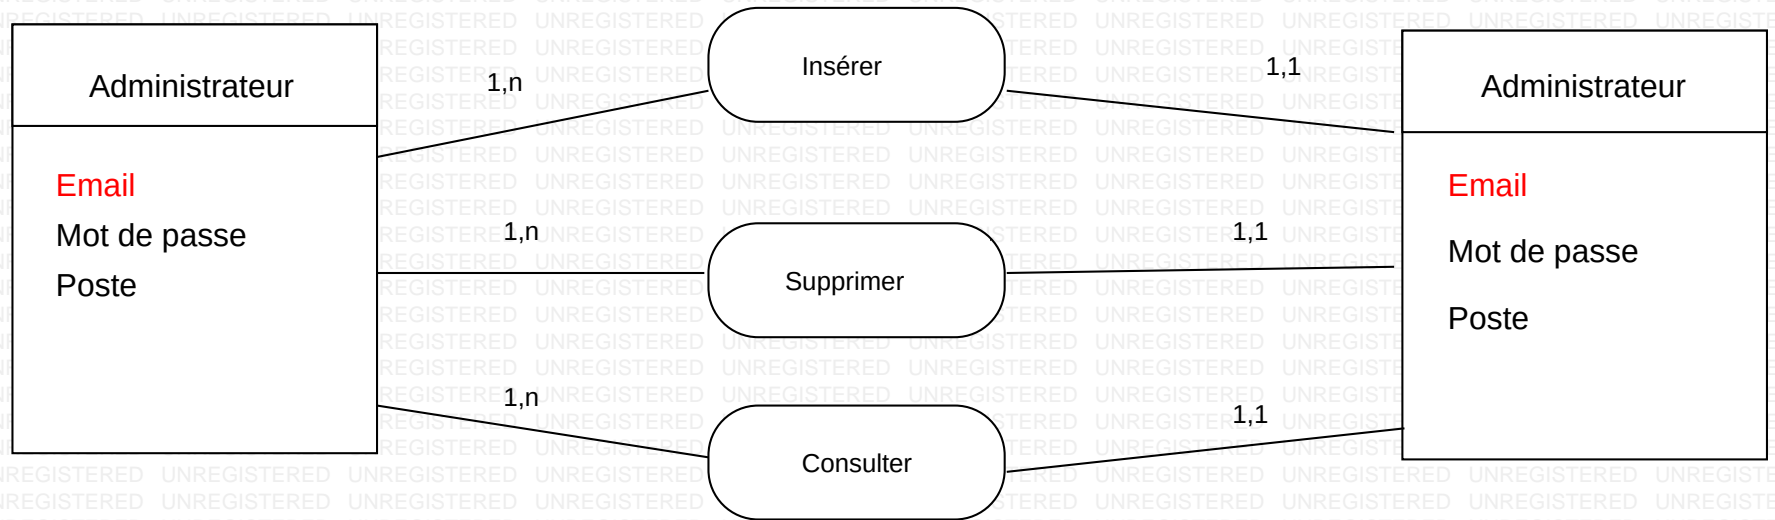 Administrateur
Email
Mot de passe
Poste
1,n
Insérer
1,1
1,n
Supprimer
1,1
1,n
Consulter
1,1
Administrateur
Email
Mot de passe
Poste
UNREGISTERED